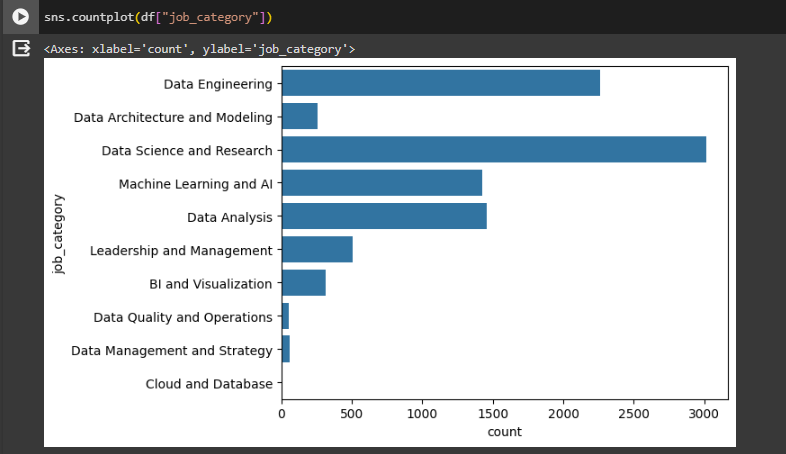 sns.countplot(df["job_category"])
<Axes: xlabel='count', ylabel='job_category'>
Data Engineering
Data Architecture and Modeling
Data Science and Research
Machine Learning and AI
Data Analysis
Leadership and Management
BI and Visualization
Data Quality and Operations
Data Management and Strategy
Cloud and Database
job_category
0 500 1000 1500 2000 2500 3000
count